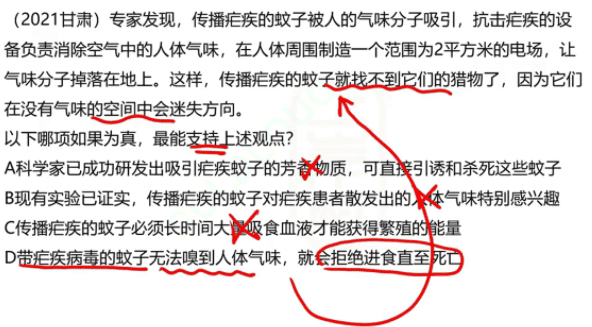 （2021甘肃）专家发现，传播疟疾的蚊子被人的气味分子吸引，抗击疟疾的设
备负责消除空气中的人体气味，在人体周围制造一个范围为2平方米的电场，让
气味分子掉落在地上。这样，传播疟疾的蚊子就找不到它们的猎物了，因为它们
在没有气味的空间中会迷失方向。
以下哪项如果为真，最能支持上述观点？
A科学家已成功研发出吸引疟疾蚊子的芳香物质，可直接引诱和杀死这些蚊子
B现有实验已证实，传播疟疾的蚊子对疟疾患者散发出的人体气味特别感兴趣
C传播疟疾的蚊子必须长时间大量吸食血液才能获得繁殖的能量
D带疟疾病毒的蚊子无法嗅到人体气味，就会拒绝进食直至死亡